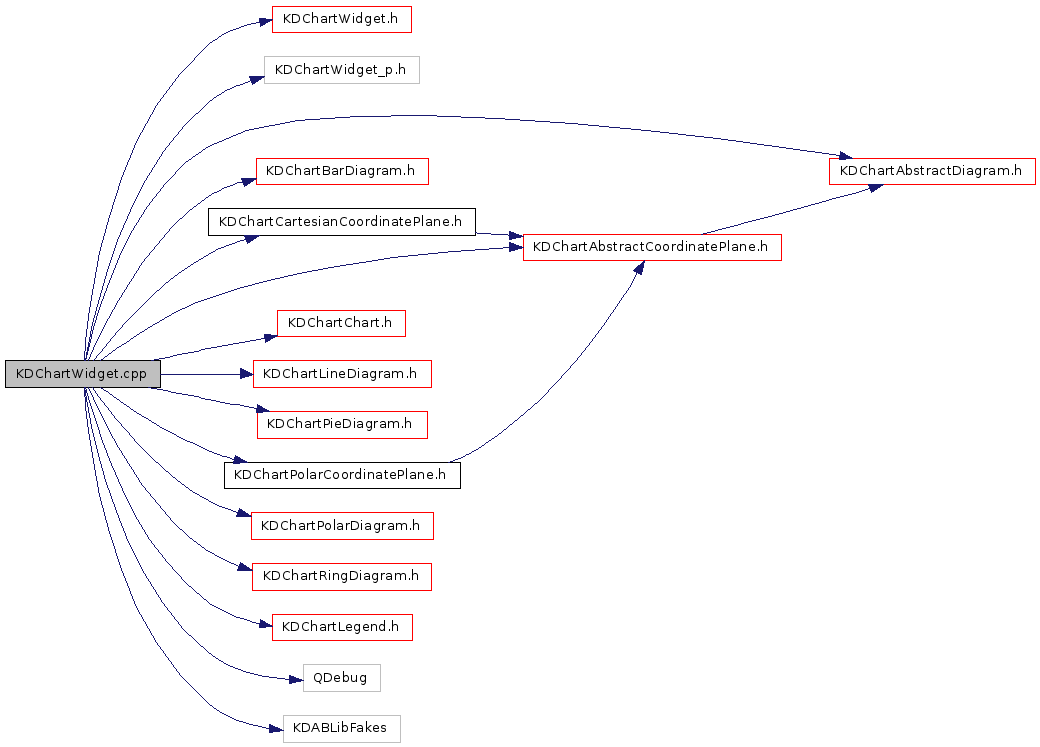 KDChartWidget.h
KDChartWidget_p.h
KDChartBarDiagram.h
KDChartAbstractDiagram.h
KDChartCartesianCoordinatePlane.h
KDChartAbstractCoordinatePlane.h
KDChartChart.h
KDChartWidget.cpp
KDChartLineDiagram.h
KDChartPieDiagram.h
KDChartPolarCoordinatePlane.h
KDChartPolarDiagram.h
KDChartRingDiagram.h
KDChartLegend.h
QDebug
KDABLibFakes